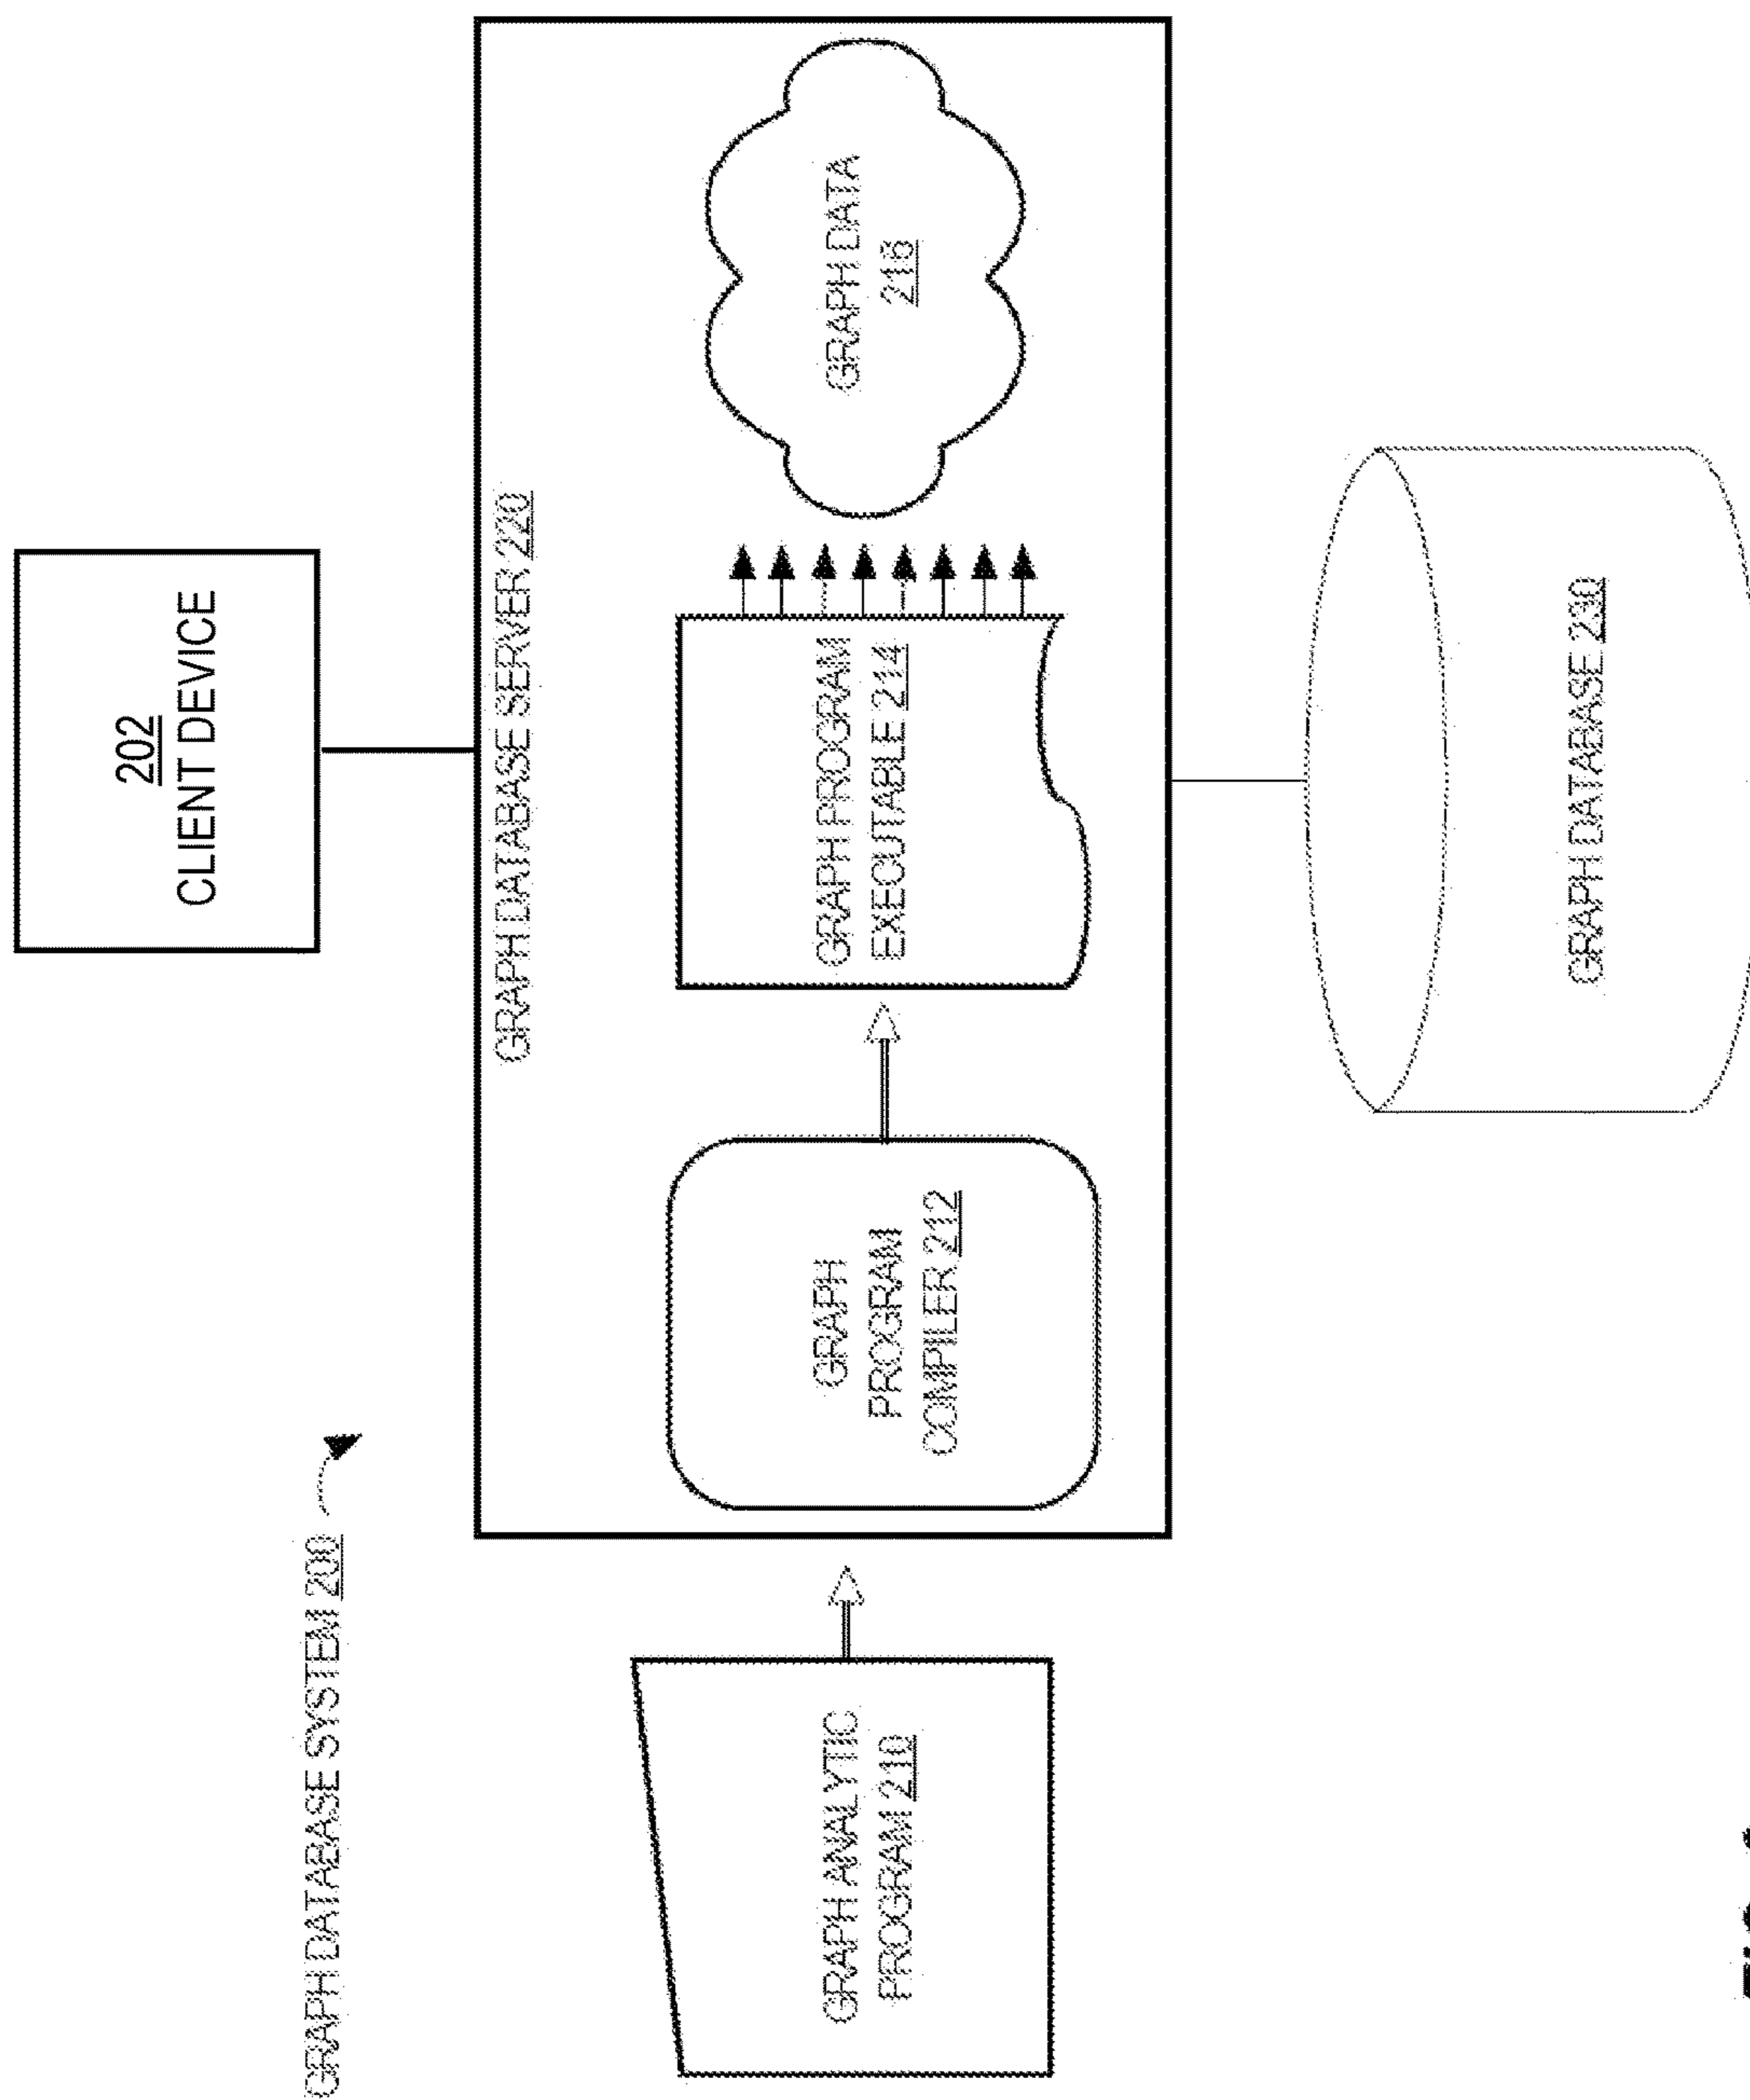 GRAPH DATABASE SYSTEM 200
202
CLIENT DEVICE
GRAPH DATABASE SERVER 220
GRAPH ANALYTIC
PROGRAM 210
GRAPH
PROGRAM
COMPILER 212
GRAPH PROGRAM
EXECUTABLE 214
GRAPH DATA
216
GRAPH DATABASE 230